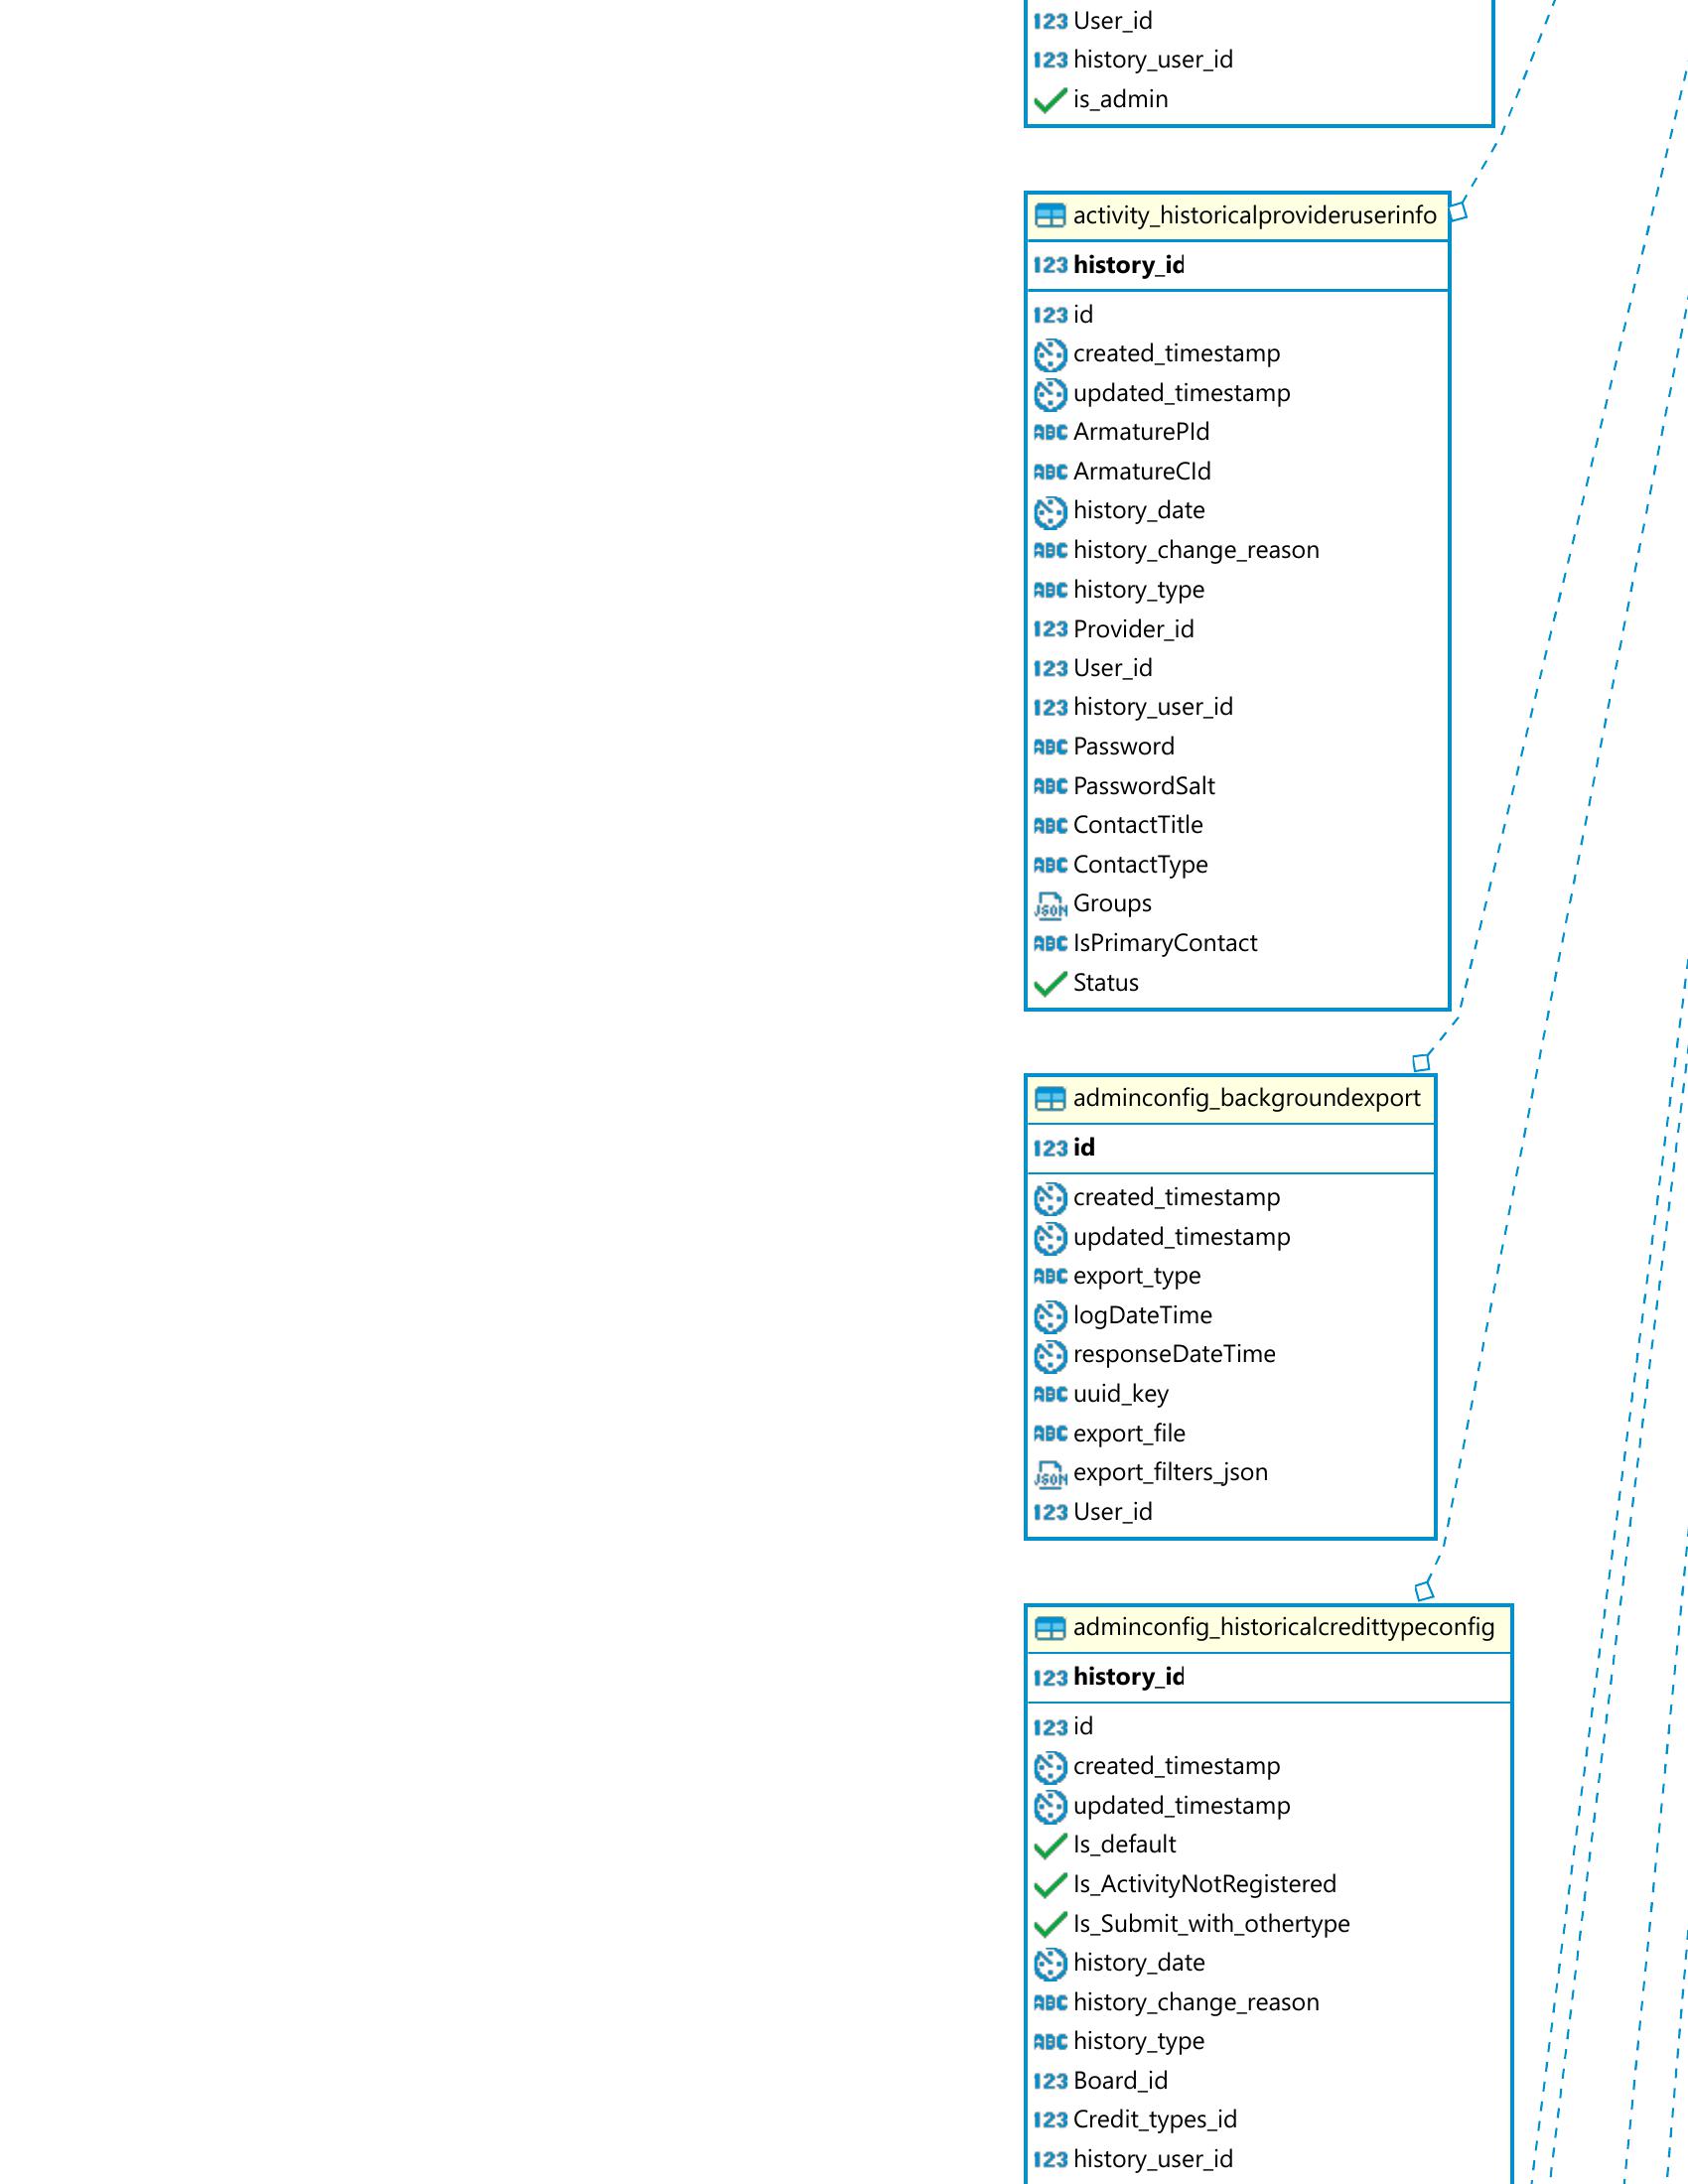 123 User_id
123 history_user_id
is_admin
activity_historicalprovideruserinfo
123 history_id
123 id
created_timestamp
updated_timestamp
ABC ArmaturePId
ABC ArmatureCId
history_date
ABC history_change_reason
ABC history_type
123 Provider_id
123 User_id
123 history_user_id
ABC Password
ABC PasswordSalt
ABC ContactTitle
ABC ContactType
JSON Groups
ABC IsPrimaryContact
Status
adminconfig_backgroundexport
123 id
created_timestamp
updated_timestamp
ABC export_type
logDateTime
responseDateTime
ABC uuid_key
ABC export_file
JSON export_filters_json
123 User_id
adminconfig_historicalcredittypeconfig
123 history_id
123 id
created_timestamp
updated_timestamp
Is_default
Is_ActivityNotRegistered
Is_Submit_with_othertype
history_date
ABC history_change_reason
ABC history_type
123 Board_id
123 Credit_types_id
123 history_user_id